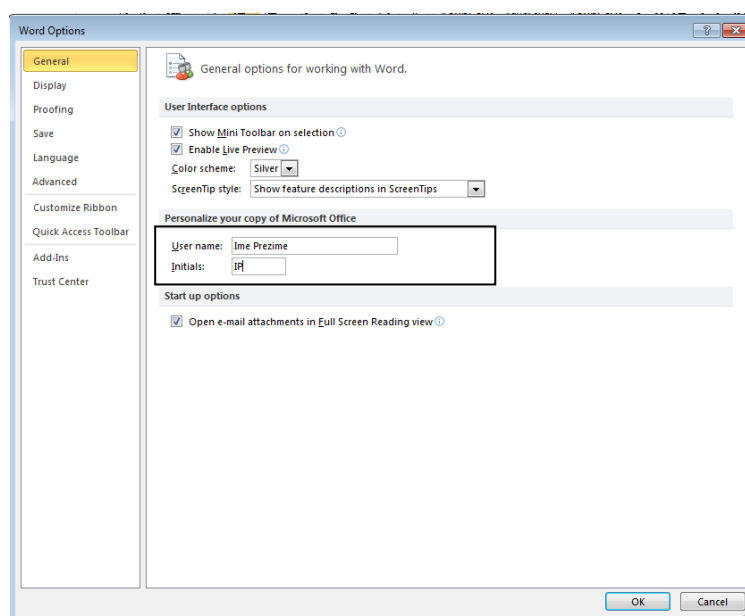 Word Options
General
Display
Proofing
Save
Language
Advanced
Customize Ribbon
Quick Access Toolbar
Add-Ins
Trust Center
General options for working with Word.
User Interface options
Show Mini Toolbar on selection
Enable Live Preview
Color scheme: Silver
ScreenTip style: Show feature descriptions in ScreenTips
Personalize your copy of Microsoft Office
User name: Ime Prezime
Initials: IP
Start up options
Open e-mail attachments in Full Screen Reading view
OK Cancel